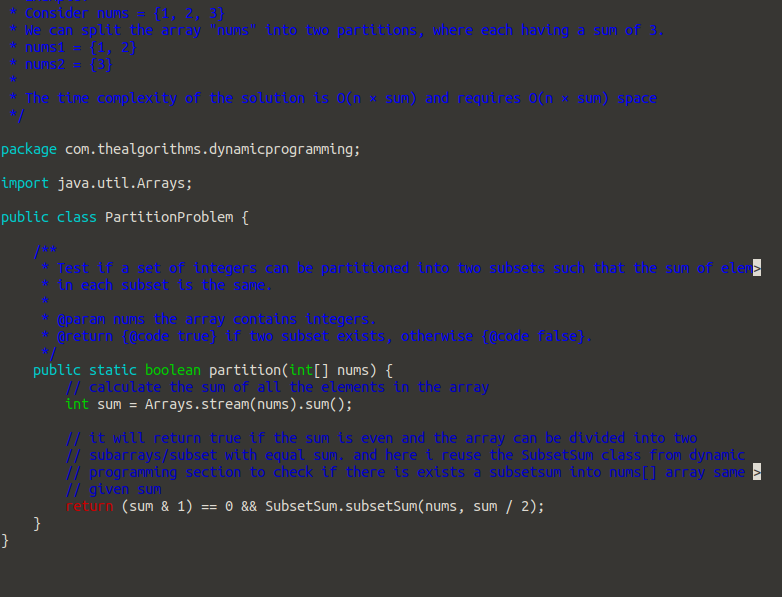 * Consider nums = {1, 2, 3}
* We can split the array "nums" into two partitions, where each having a sum of 3.
* nums1 = {1, 2}
* nums2 = {3}
*
* The time complexity of the solution is O(n × sum) and requires O(n × sum) space
*/
package com.thealgorithms.dynamicprogramming;
import java.util.Arrays;
public class PartitionProblem {
/**
* Test if a set of integers can be partitioned into two subsets such that the sum of elem>
* in each subset is the same.
*
* @param nums the array contains integers.
* @return {@code true} if two subset exists, otherwise {@code false}.
*/
public static boolean partition(int[] nums) {
// calculate the sum of all the elements in the array
int sum = Arrays.stream(nums).sum();
// it will return true if the sum is even and the array can be divided into two
// subarrays/subset with equal sum. and here i reuse the SubsetSum class from dynamic
// programming section to check if there is exists a subsetsum into nums[] array same >
// given sum
return (sum & 1) == 0 && SubsetSum.subsetSum(nums, sum / 2);
}
}